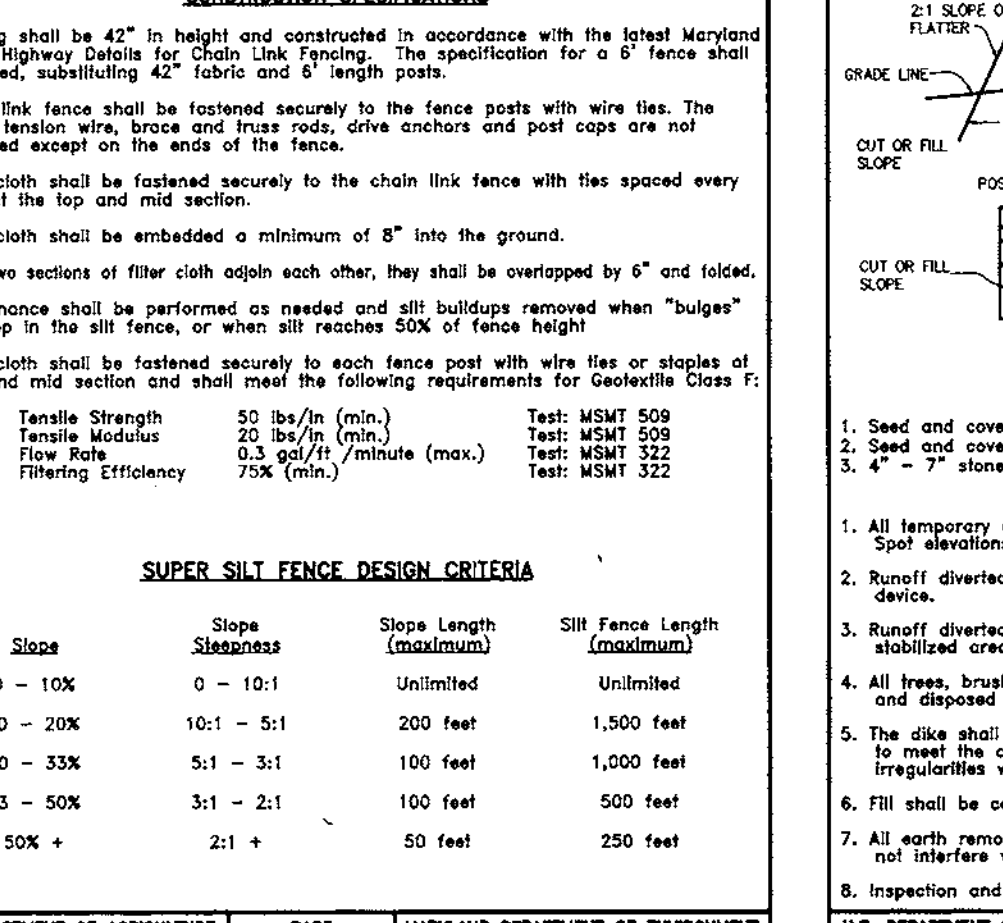 CONSTRUCTION SPECIFICATIONS
shall be 42" in height and constructed in accordance with the latest Maryland
Highway Details for Chain Link Fencing. The specification for a 6' fence shall
substituting 42" fabric and 6' length posts.
link fence shall be fastened securely to the fence posts with wire ties. The
tension wire, brace and truss rods, drive anchors and post caps are not
except on the ends of the fence.
cloth shall be fastened securely to the chain link fence with ties spaced every
the top and mid section.
cloth shall be embedded a minimum of 8" into the ground.
sections of filter cloth adjoin each other, they shall be overlapped by 6" and folded.
shall be performed as needed and silt buildups removed when "bulges"
in the silt fence, or when silt reaches 50% of fence height
cloth shall be fastened securely to each fence post with wire ties or staples at
mid section and shall meet the following requirements for Geotextile Class F:
Tensile Strength 50 lbs/in (min.) Test: MSMT 509
Tensile Modulus 20 lbs/in (min.) Test: MSMT 509
Flow Rate 0.3 gal/ft /minute (max.) Test: MSMT 322
Filtering Efficiency 75% (min.) Test: MSMT 322
SUPER SILT FENCE DESIGN CRITERIA
Slope Slope Length Silt Fence Length
Slope Steepness (maximum) (maximum)
- 10% 0 - 10:1 Unlimited Unlimited
- 20% 10:1 - 5:1 200 feet 1,500 feet
- 33% 5:1 - 3:1 100 feet 1,000 feet
- 50% 3:1 - 2:1 100 feet 500 feet
50% + 2:1 + 50 feet 250 feet
2:1 SLOPE
FLATTER
GRADE LINE
CUT OR FILL
SLOPE
CUT OR FILL
SLOPE
1. Seed and
2. Seed and
3. 4" - 7" stone
1. All temporary
Spot
2. Runoff
device.
3. Runoff
stabilized
4. All trees,
and disposed
5. The dike shall
to meet the
irregularities
6. Fill shall be
7. All earth
not interfere
8. Inspection and